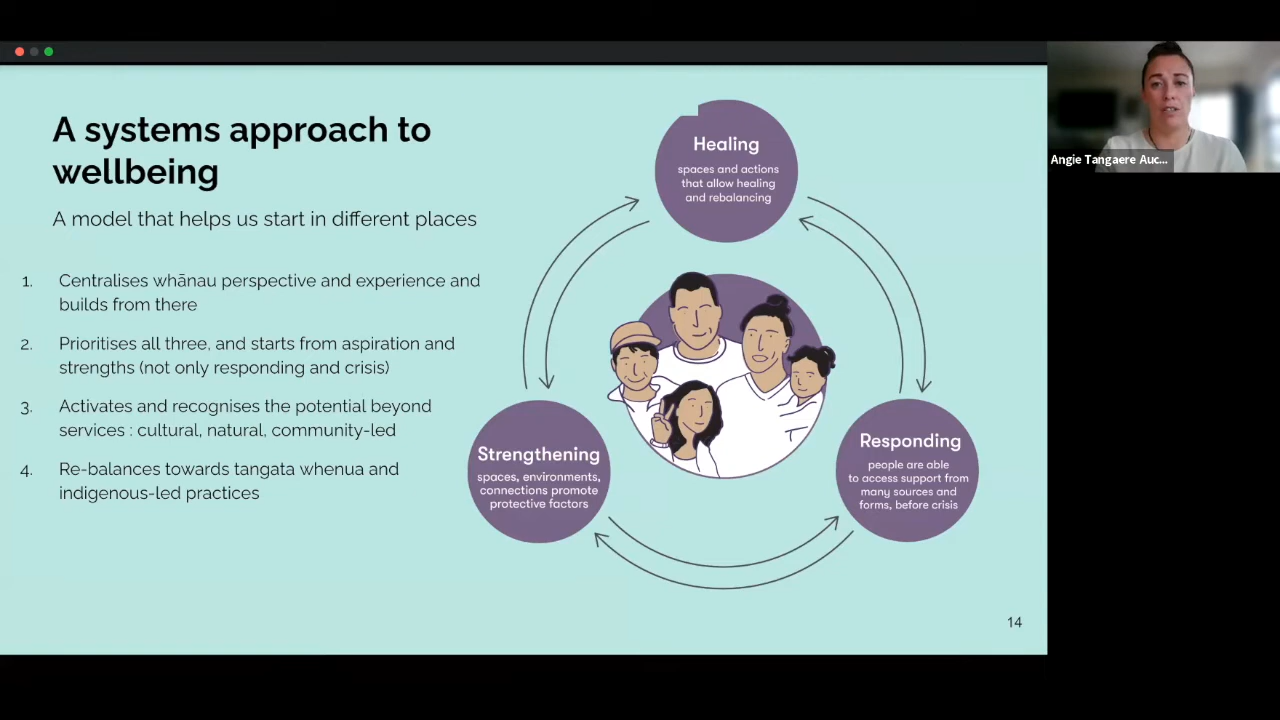 A systems approach to
wellbeing
A model that helps us start in different places
1. Centralises whānau perspective and experience and
builds from there
2. Prioritises all three, and starts from aspiration and
strengths (not only responding and crisis)
3. Activates and recognises the potential beyond
services : cultural, natural, community-led
4. Re-balances towards tangata whenua and
indigenous-led practices
Healing
spaces and actions
that allow healing
and rebalancing
Strengthening
spaces, environments,
connections promote
protective factors
Responding
people are able
to access support from
many sources and
forms, before crisis
14
Angie Tangaere Auc...